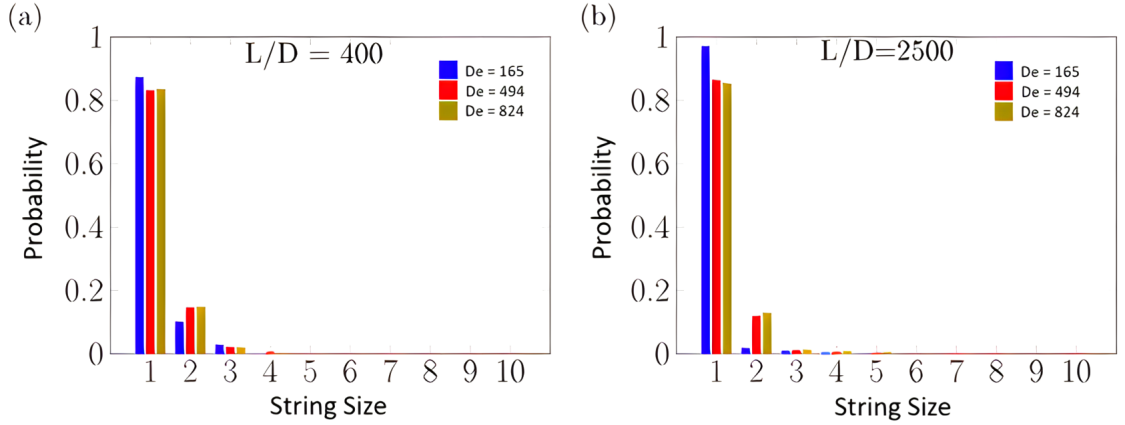 (a)
L/D = 400
De = 165
De = 494
De = 824
Probability
1
0.8
0.6
0.4
0.2
0
1 2 3 4 5 6 7 8 9 10
String Size
(b)
L/D=2500
De = 165
De = 494
De = 824
Probability
1
0.8
0.6
0.4
0.2
0
1 2 3 4 5 6 7 8 9 10
String Size